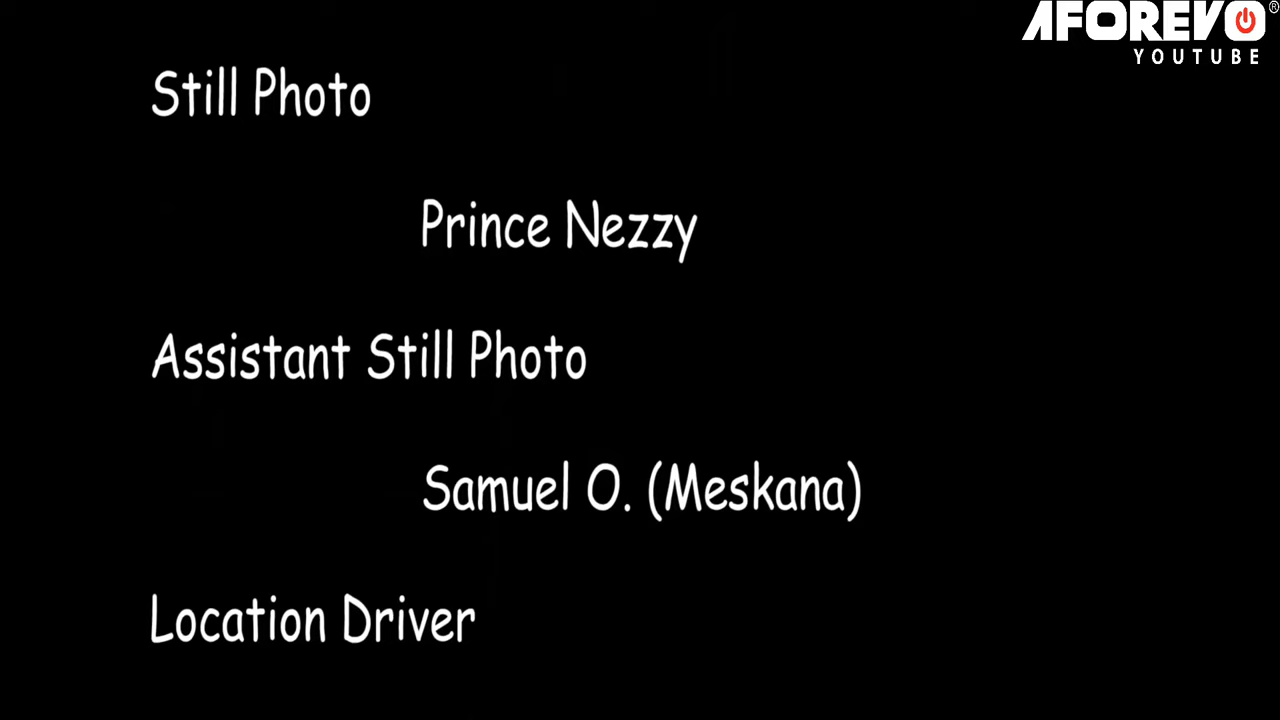 AFOREVO®
YOUTUBE
Still Photo
Prince Nezzy
Assistant Still Photo
Samuel O. (Meskana)
Location Driver